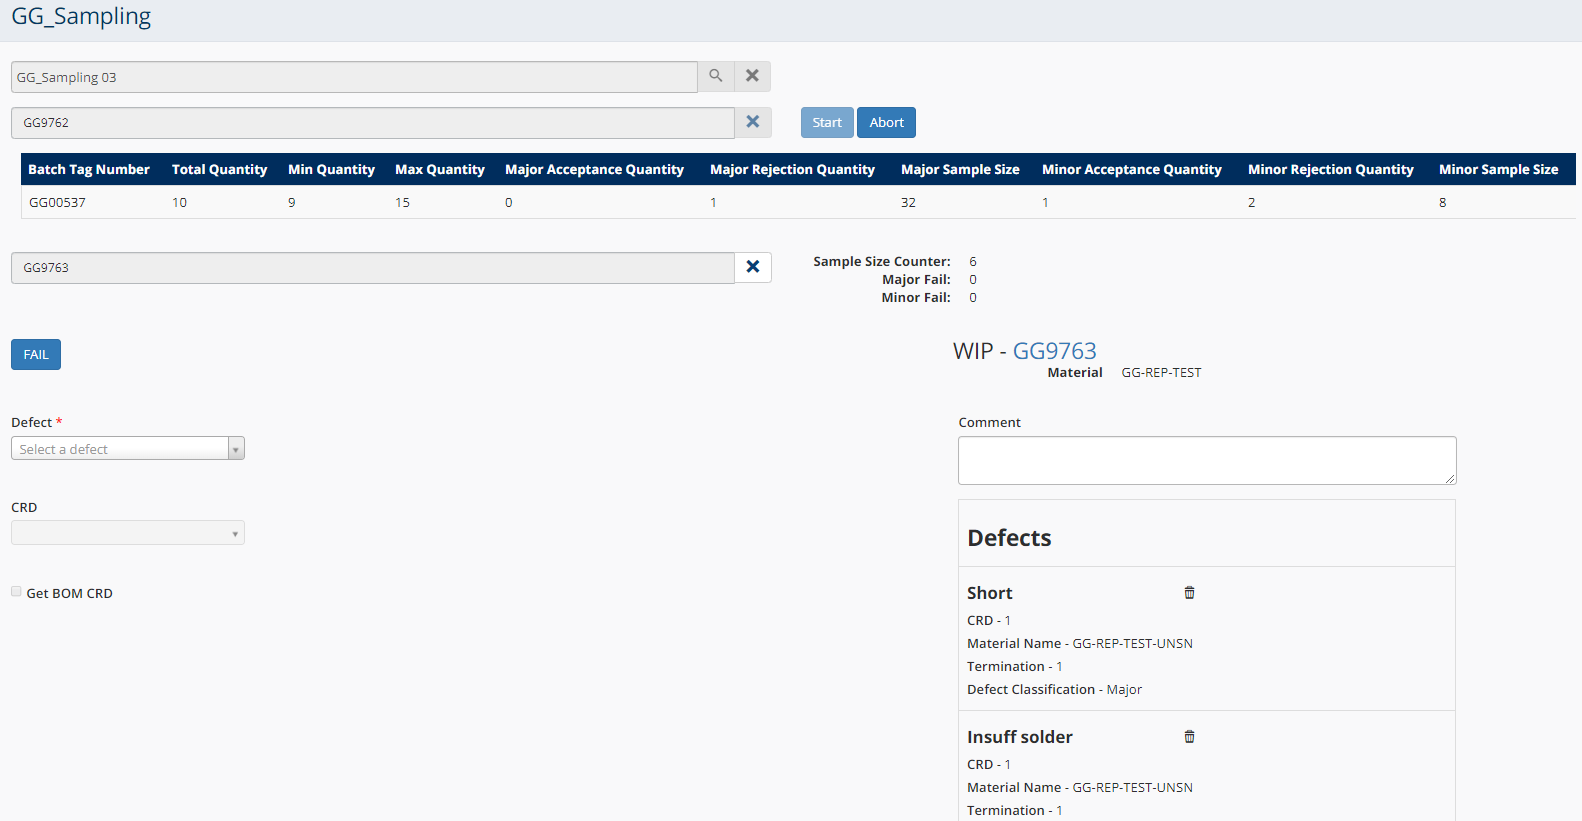 GG_Sampling
GG_Sampling 03
GG9762
Start Abort
Batch Tag Number Total Quantity Min Quantity Max Quantity Major Acceptance Quantity Major Rejection Quantity Major Sample Size Minor Acceptance Quantity Minor Rejection Quantity Minor Sample Size
GG00537 10 9 15 0 1 32 1 2 8
GG9763
Sample Size Counter: 6
Major Fail: 0
Minor Fail: 0
FAIL
WIP - GG9763
Material GG-REP-TEST
Defect *
Select a defect
CRD
Get BOM CRD
Comment
Defects
Short
CRD - 1
Material Name - GG-REP-TEST-UNSN
Termination - 1
Defect Classification - Major
Insuff solder
CRD - 1
Material Name - GG-REP-TEST-UNSN
Termination - 1